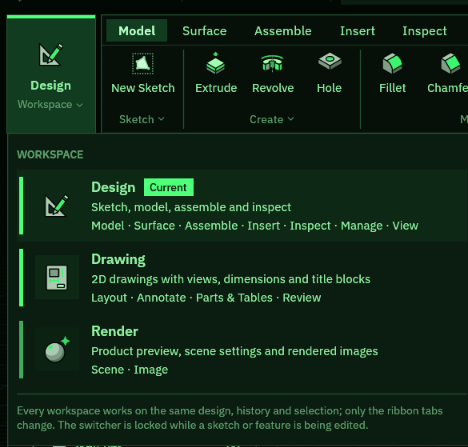 Model Surface Assemble Insert Inspect
Design
Workspace
New Sketch Extrude Revolve Hole Fillet Chamfe
Sketch Create M
WORKSPACE
Design Current
Sketch, model, assemble and inspect
Model · Surface · Assemble · Insert · Inspect · Manage · View
Drawing
2D drawings with views, dimensions and title blocks
Layout · Annotate · Parts & Tables · Review
Render
Product preview, scene settings and rendered images
Scene · Image
Every workspace works on the same design, history and selection; only the ribbon tabs
change. The switcher is locked while a sketch or feature is being edited.